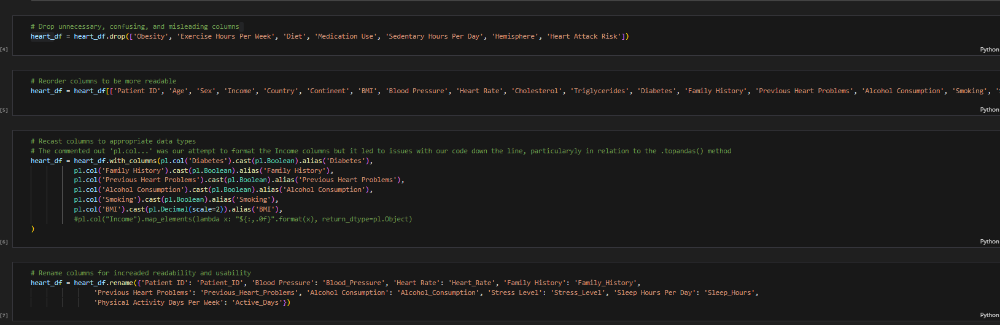 # Drop unnecessary, confusing, and misleading columns
heart_df = heart_df.drop(['Obesity', 'Exercise Hours Per Week', 'Diet', 'Medication Use', 'Sedentary Hours Per Day', 'Hemisphere', 'Heart Attack Risk'])
[4]
Python
# Reorder columns to be more readable
heart_df = heart_df[['Patient ID', 'Age', 'Sex', 'Income', 'Country', 'Continent', 'BMI', 'Blood Pressure', 'Heart Rate', 'Cholesterol', 'Triglycerides', 'Diabetes', 'Family History', 'Previous Heart Problems', 'Alcohol Consumption', 'Smoking',
[5]
Python
# Recast columns to appropriate data types
# The commented out 'pl.col...' was our attempt to format the Income columns but it led to issues with our code down the line, particularyly in relation to the .topandas() method
heart_df = heart_df.with_columns(pl.col('Diabetes').cast(pl.Boolean).alias('Diabetes'),
pl.col('Family History').cast(pl.Boolean).alias('Family History'),
pl.col('Previous Heart Problems').cast(pl.Boolean).alias('Previous Heart Problems'),
pl.col('Alcohol Consumption').cast(pl.Boolean).alias('Alcohol Consumption'),
pl.col('Smoking').cast(pl.Boolean).alias('Smoking'),
pl.col('BMI').cast(pl.Decimal(scale=2)).alias('BMI'),
#pl.col("Income").map_elements(lambda x: "${:,.0f}".format(x), return_dtype=pl.Object)
)
[6]
Python
# Rename columns for increaded readability and usability
heart_df = heart_df.rename({'Patient ID': 'Patient_ID', 'Blood Pressure': 'Blood_Pressure', 'Heart Rate': 'Heart_Rate', 'Family History': 'Family_History',
'Previous Heart Problems': 'Previous_Heart_Problems', 'Alcohol Consumption': 'Alcohol_Consumption', 'Stress Level': 'Stress_Level', 'Sleep Hours Per Day': 'Sleep_Hours',
'Physical Activity Days Per Week': 'Active_Days'})
[7]
Python